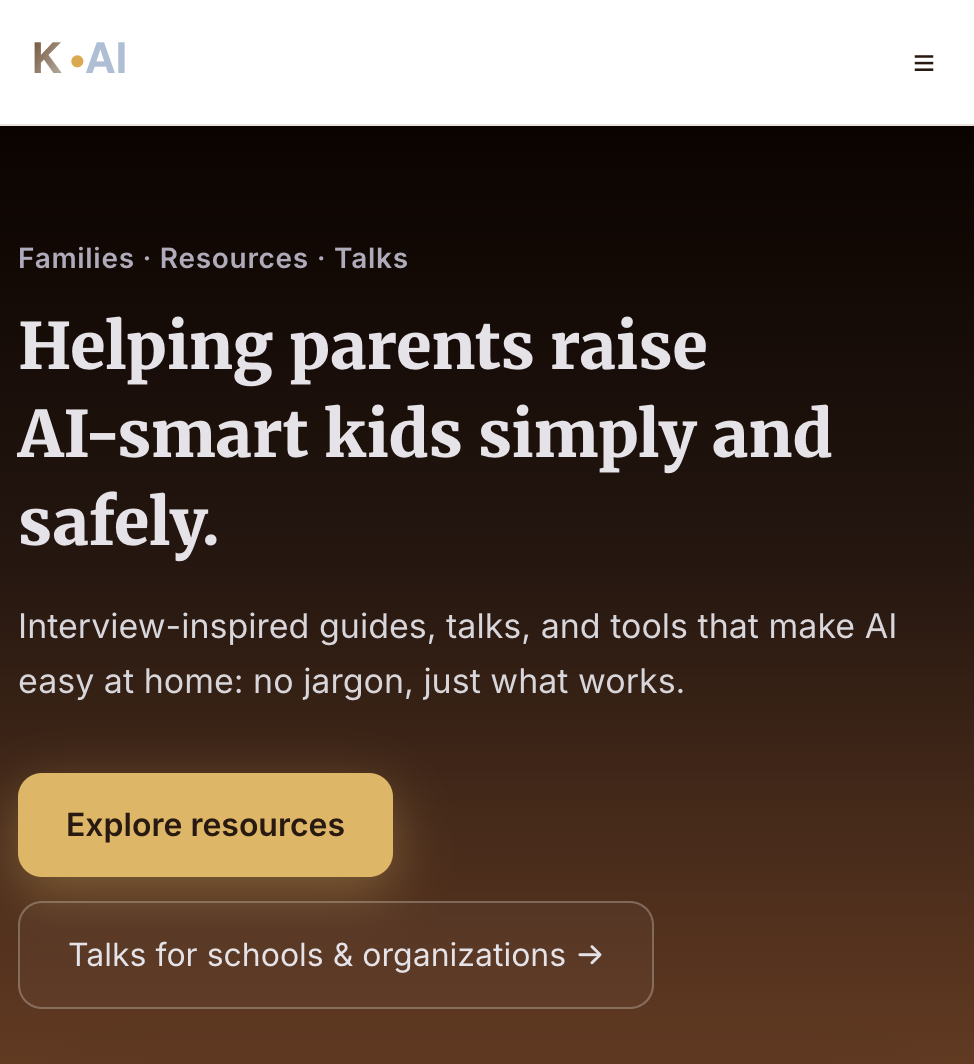 K •AI
Families · Resources · Talks
Helping parents raise
AI-smart kids simply and
safely.
Interview-inspired guides, talks, and tools that make AI
easy at home: no jargon, just what works.
Explore resources
Talks for schools & organizations →